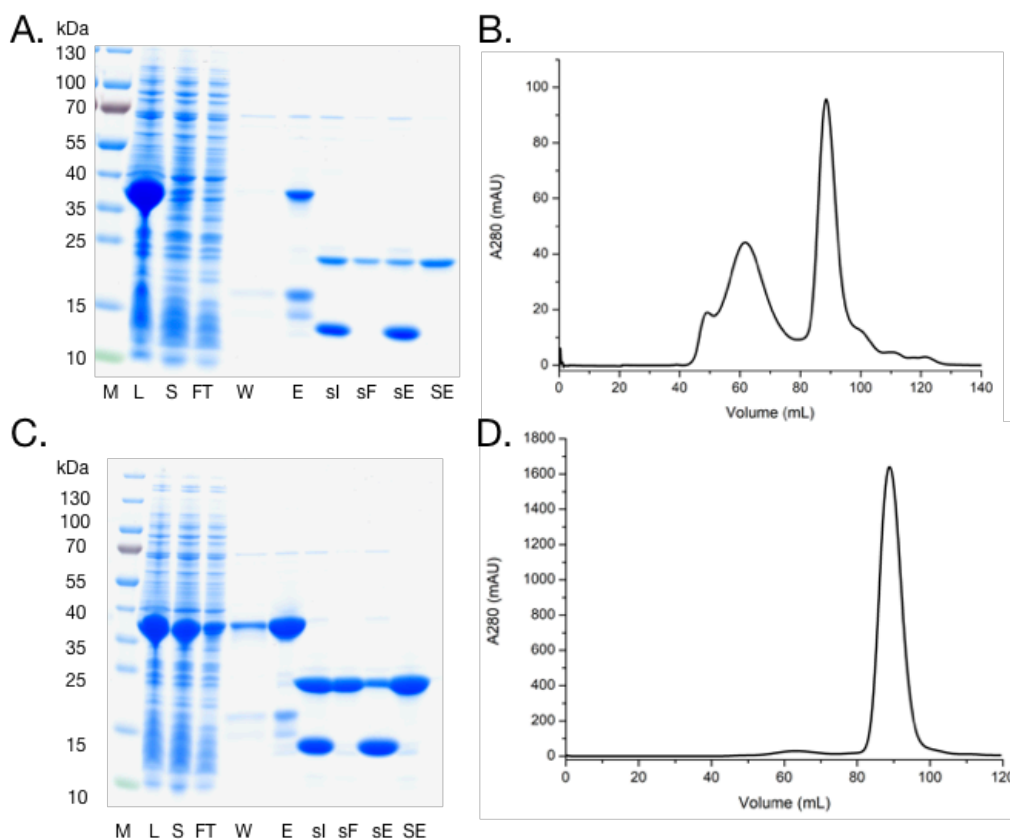 A.
kDa
130
100
70
55
40
35
25
15
10
M L S FT W E sI sF sE SE
B.
A280 (mAU)
100
80
60
40
20
0
0 20 40 60 80 100 120 140
Volume (mL)
C.
kDa
130
100
70
55
40
35
25
15
10
M L S FT W E sI sF sE SE
D.
A280 (mAU)
1800
1600
1400
1200
1000
800
600
400
200
0
0 20 40 60 80 100 120
Volume (mL)